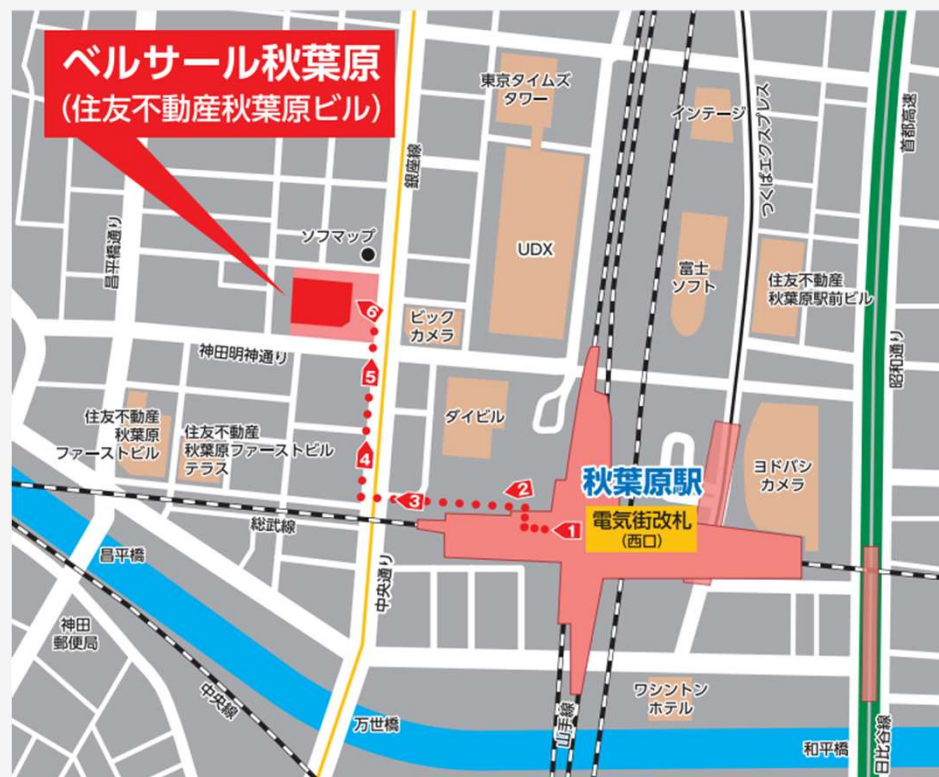 ベルサール秋葉原
(住友不動産秋葉原ビル)
東京タイムズ
タワー
インテージ
つくばエクスプレス
首都高速
銀座線
昌平橋通り
ソフマップ
UDX
富士
ソフト
住友不動産
秋葉原駅前ビル
6
ビック
カメラ
神田明神通り
昭和通り
5
住友不動産
秋葉原
ファーストビル
住友不動産
秋葉原ファーストビル
テラス
ダイビル
4
秋葉原駅
ヨドバシ
カメラ
2
3
電気街改札
(西口)
1
総武線
昌平橋
中央通り
神田
郵便局
中央線
万世橋
山手線
ワシントン
ホテル
和平橋
日比谷線